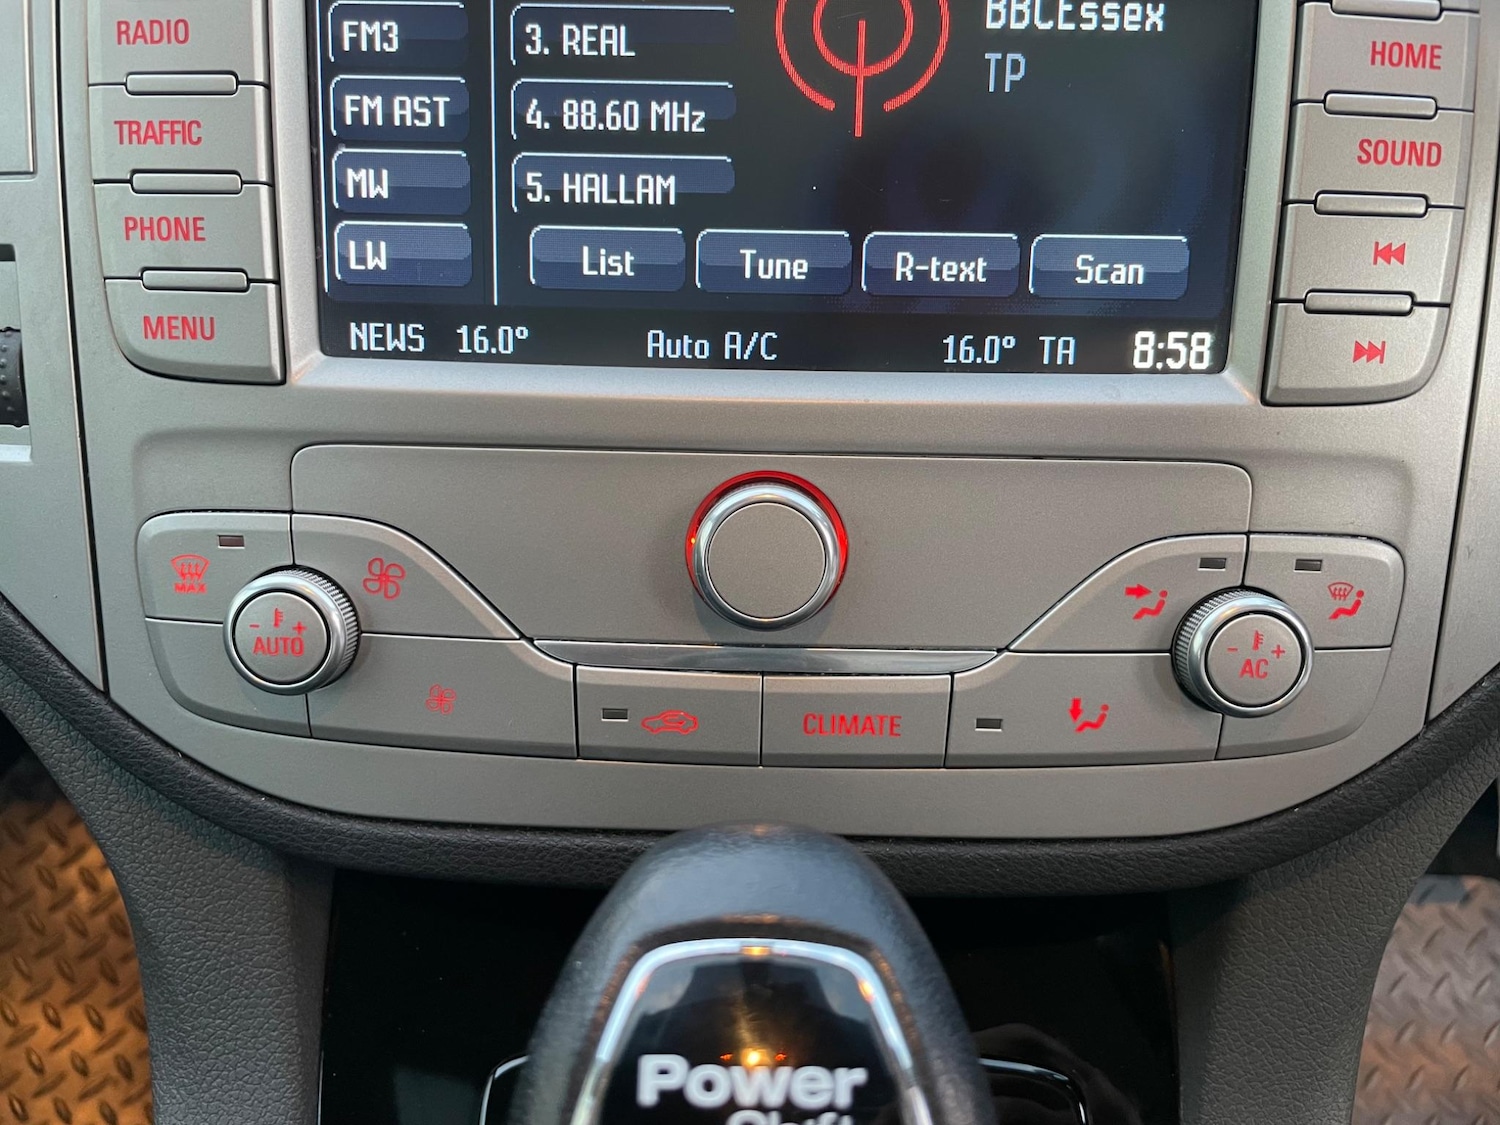 RADIO
TRAFFIC
PHONE
MENU
FM3
FM AST
MW
LW
3. REAL
4. 88.60 MHz
5. HALLAM
BBCEssex
TP
List
Tune
R-text
Scan
NEWS 16.0° Auto A/C 16.0° TA 8:58
HOME
SOUND
MAX
- +
AUTO
- +
AC
CLIMATE
Power
Shift